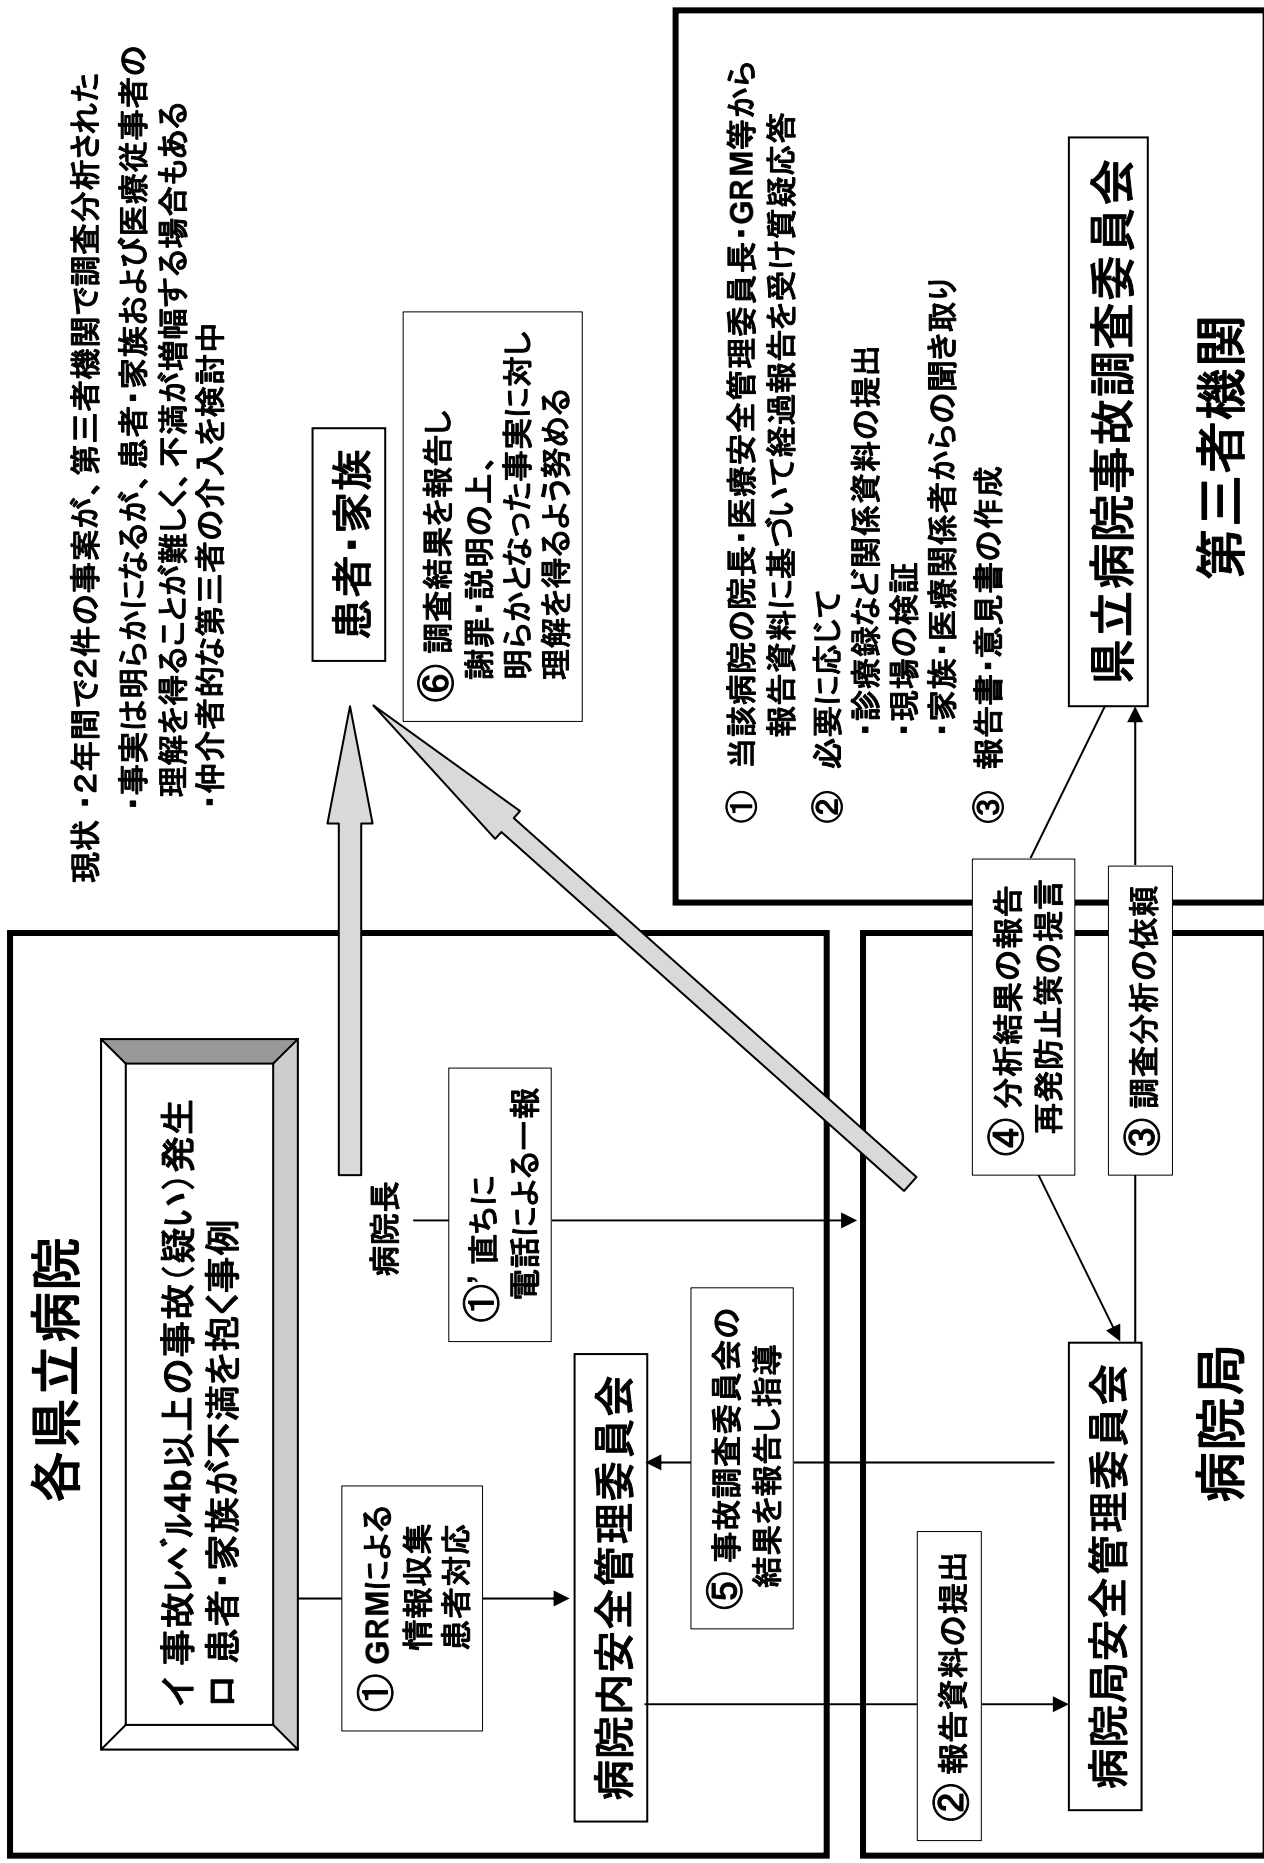 各県立病院
イ 事故レベル4b以上の事故(疑い)発生
ロ 患者・家族が不満を抱く事例
① GRMによる
情報収集
患者対応
病院長
①’ 直ちに
電話による一報
病院内安全管理委員会
⑤ 事故調査委員会の
結果を報告し指導
② 報告資料の提出
病院局安全管理委員会
病院局
現状 ・2年間で2件の事案が、第三者機関で調査分析された
・事実は明らかになるが、患者・家族および医療従事者の
理解を得ることが難しく、不満が増幅する場合もある
・仲介者的な第三者の介入を検討中
患者・家族
⑥ 調査結果を報告し
謝罪・説明の上、
明らかとなった事実に対し
理解を得るよう努める
① 当該病院の院長・医療安全管理委員長・GRM等から
報告資料に基づいて経過報告を受け質疑応答
② 必要に応じて
・診療録など関係資料の提出
・現場の検証
・家族・医療関係者からの聞き取り
③ 報告書・意見書の作成
④ 分析結果の報告
再発防止策の提言
③ 調査分析の依頼
県立病院事故調査委員会
第三者機関